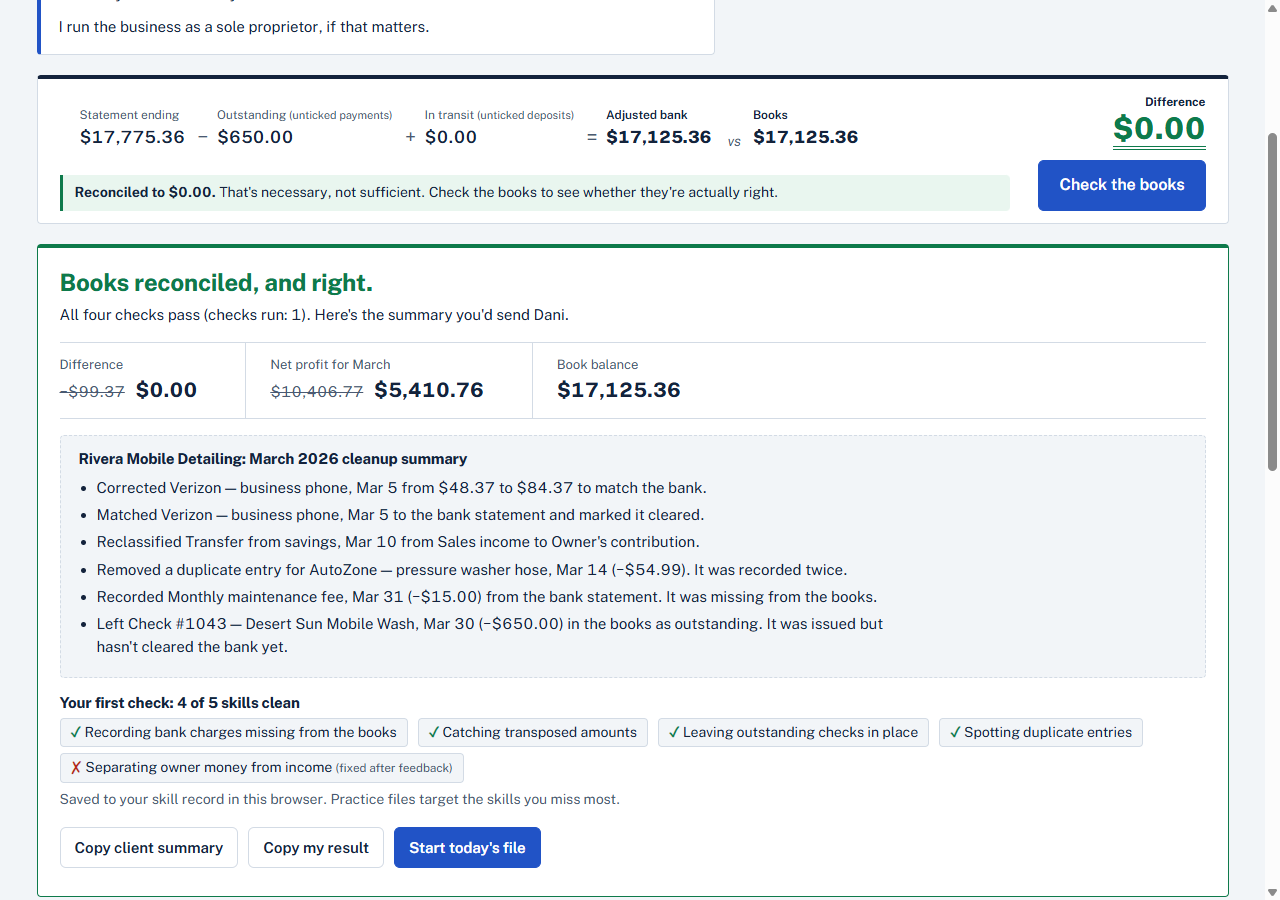 I run the business as a sole proprietor, if that matters.
Statement ending Outstanding (unticked payments) In transit (unticked deposits) Adjusted bank Books Difference
$17,775.36 − $650.00 + $0.00 = $17,125.36 vs $17,125.36 $0.00
Reconciled to $0.00. That's necessary, not sufficient. Check the books to see whether they're actually right.
Check the books
Books reconciled, and right.
All four checks pass (checks run: 1). Here's the summary you'd send Dani.
Difference Net profit for March Book balance
−$99.37 $0.00 $10,406.77 $5,410.76 $17,125.36
Rivera Mobile Detailing: March 2026 cleanup summary
• Corrected Verizon — business phone, Mar 5 from $48.37 to $84.37 to match the bank.
• Matched Verizon — business phone, Mar 5 to the bank statement and marked it cleared.
• Reclassified Transfer from savings, Mar 10 from Sales income to Owner's contribution.
• Removed a duplicate entry for AutoZone — pressure washer hose, Mar 14 (−$54.99). It was recorded twice.
• Recorded Monthly maintenance fee, Mar 31 (−$15.00) from the bank statement. It was missing from the books.
• Left Check #1043 — Desert Sun Mobile Wash, Mar 30 (−$650.00) in the books as outstanding. It was issued but
hasn't cleared the bank yet.
Your first check: 4 of 5 skills clean
✓ Recording bank charges missing from the books ✓ Catching transposed amounts ✓ Leaving outstanding checks in place ✓ Spotting duplicate entries
✗ Separating owner money from income (fixed after feedback)
Saved to your skill record in this browser. Practice files target the skills you miss most.
Copy client summary Copy my result Start today's file